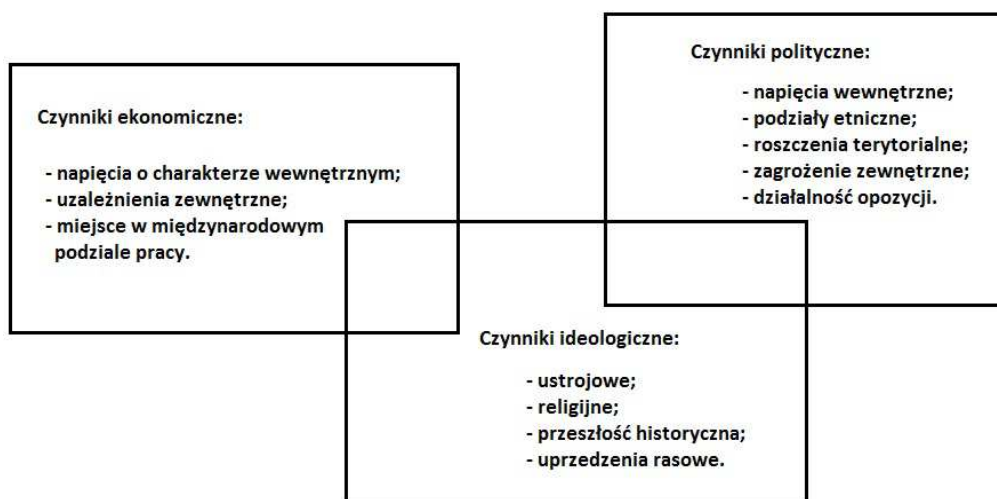 Czynniki polityczne:
- napięcia wewnętrzne;
- podziały etniczne;
- roszczenia terytorialne;
- zagrożenie zewnętrzne;
- działalność opozycji.
Czynniki ekonomiczne:
- napięcia o charakterze wewnętrznym;
- uzależnienia zewnętrzne;
- miejsce w międzynarodowym
podziale pracy.
Czynniki ideologiczne:
- ustrojowe;
- religijne;
- przeszłość historyczna;
- uprzedzenia rasowe.